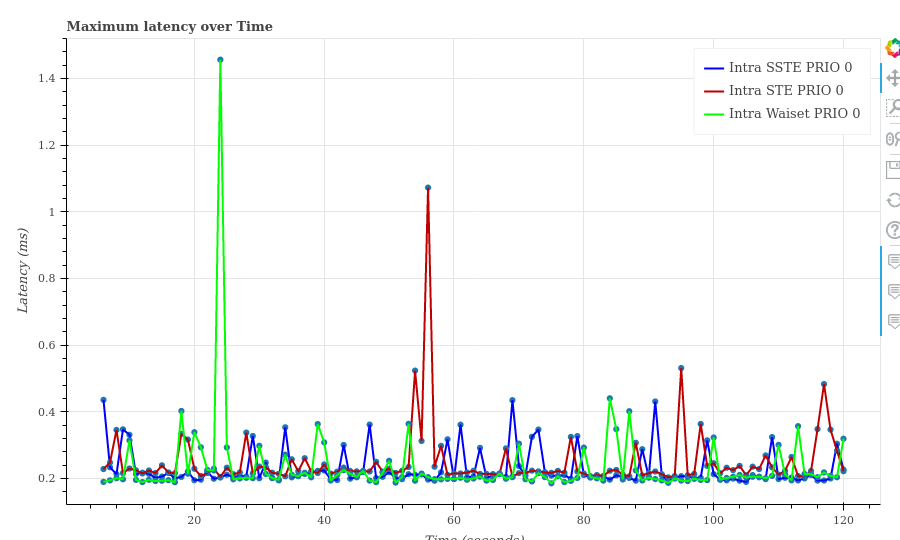 Maximum latency over Time
Intra SSTE PRIO 0
Intra STE PRIO 0
Intra Waiset PRIO 0
Latency (ms)
1.4
1.2
1
0.8
0.6
0.4
0.2
20
40
60
80
100
120
Time (seconds)